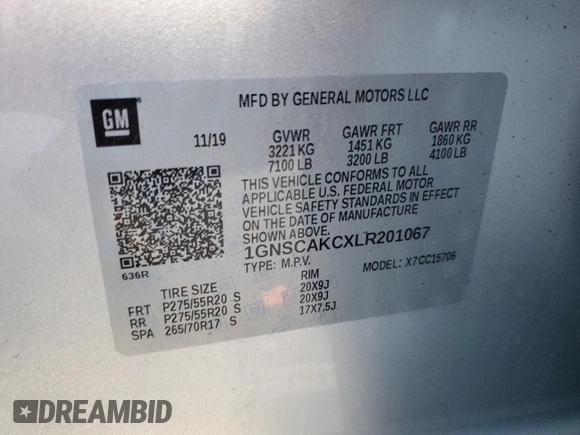 GM
MFD BY GENERAL MOTORS LLC
11/19 GVWR GAWR FRT GAWR RR
3221 KG 1451 KG 1860 KG
7100 LB 3200 LB 4100 LB
THIS VEHICLE CONFORMS TO ALL
APPLICABLE U.S. FEDERAL MOTOR
VEHICLE SAFETY STANDARDS IN EFFECT
ON THE DATE OF MANUFACTURE
SHOWN ABOVE.
1GNSCAKCXLR201067
TYPE: M.P.V. MODEL: X7CC15706
636R
TIRE SIZE RIM
FRT P275/55R20 S 20X9J
RR P275/55R20 S 20X9J
SPA 265/70R17 S 17X7.5J
DREAMBID